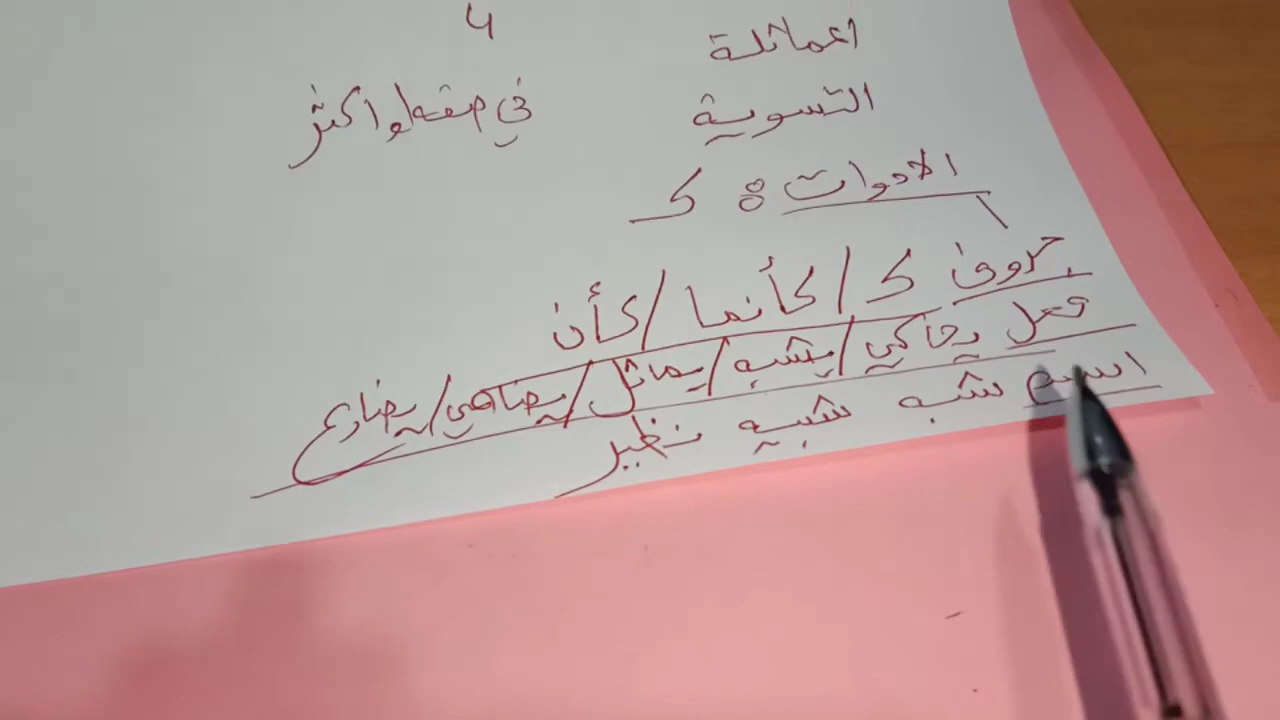 4
المماثلة
التسوية
في صفة او اكثر
الادوات : ك
حروف ك / كأنما / كأن
فعل يحاكي / يشبه / يماثل / يضاهي / يضارع
اسم شبه شبيه نظير